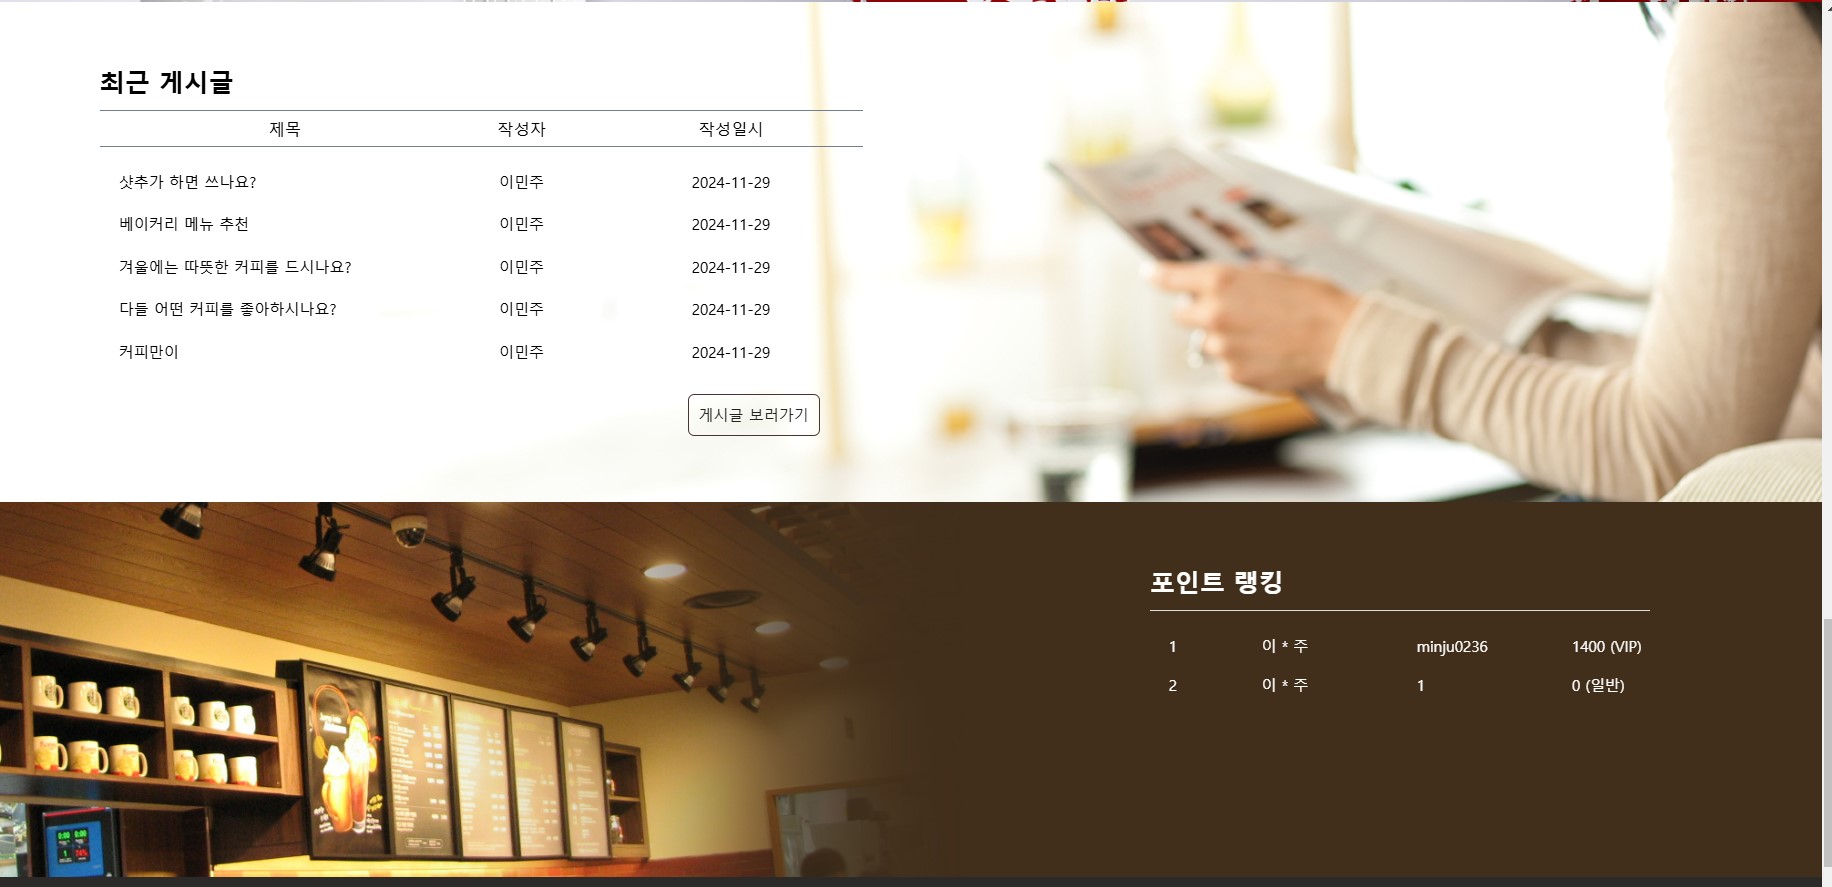 최근 게시글
제목 작성자 작성일시
샷추가 하면 쓰나요? 이민주 2024-11-29
베이커리 메뉴 추천 이민주 2024-11-29
겨울에는 따뜻한 커피를 드시나요? 이민주 2024-11-29
다들 어떤 커피를 좋아하시나요? 이민주 2024-11-29
커피만이 이민주 2024-11-29
게시글 보러가기
포인트 랭킹
1 이 * 주 minju0236 1400 (VIP)
2 이 * 주 1 0 (일반)